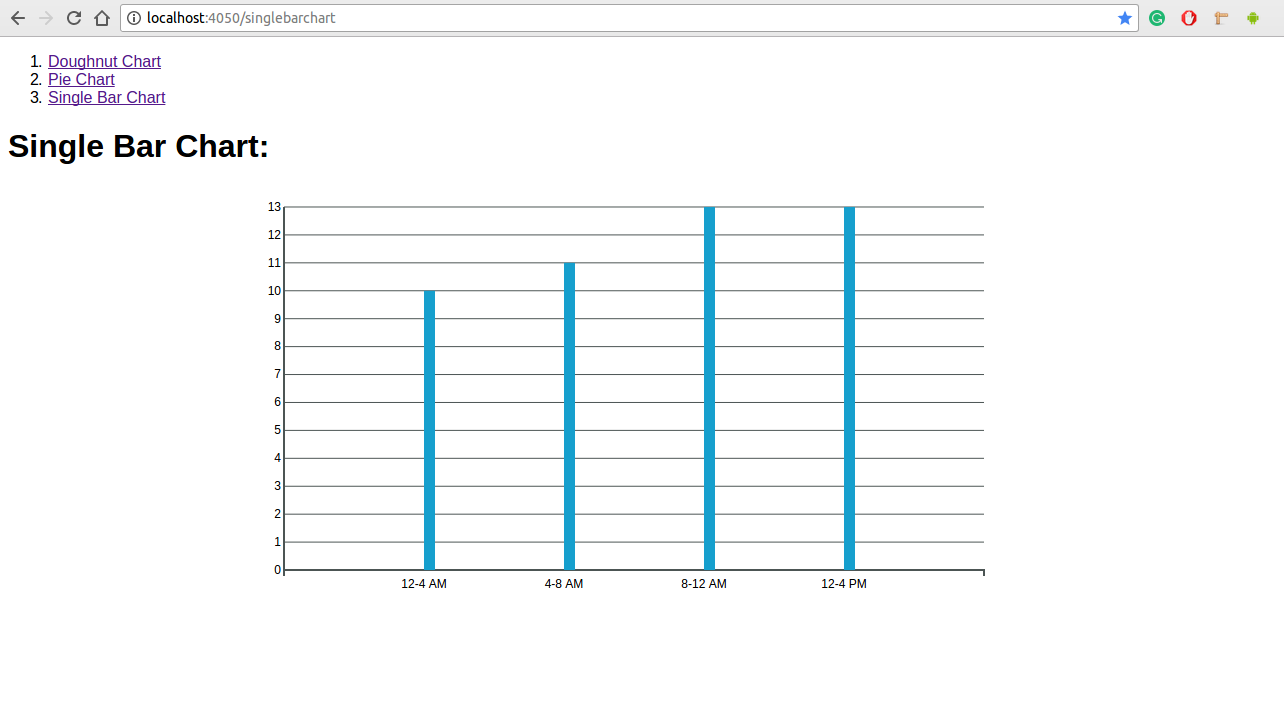 localhost:4050/singlebarchart
1. Doughnut Chart
2. Pie Chart
3. Single Bar Chart
Single Bar Chart:
13
12
11
10
9
8
7
6
5
4
3
2
1
0
12-4 AM 4-8 AM 8-12 AM 12-4 PM